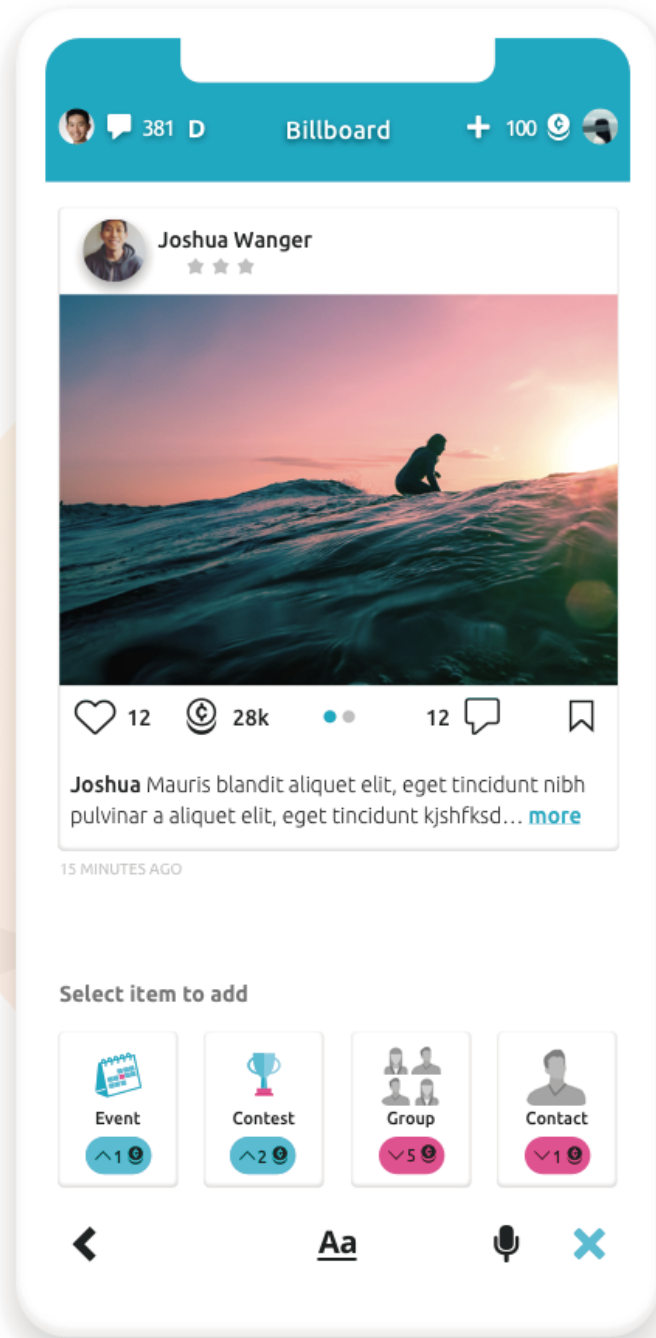 381 D Billboard 100
Joshua Wanger
12 28k 12
Joshua Mauris blandit aliquet elit, eget tincidunt nibh
pulvinar a aliquet elit, eget tincidunt kjshfksd... more
15 MINUTES AGO
Select item to add
Event Contest Group Contact
1 2 5 1
Aa